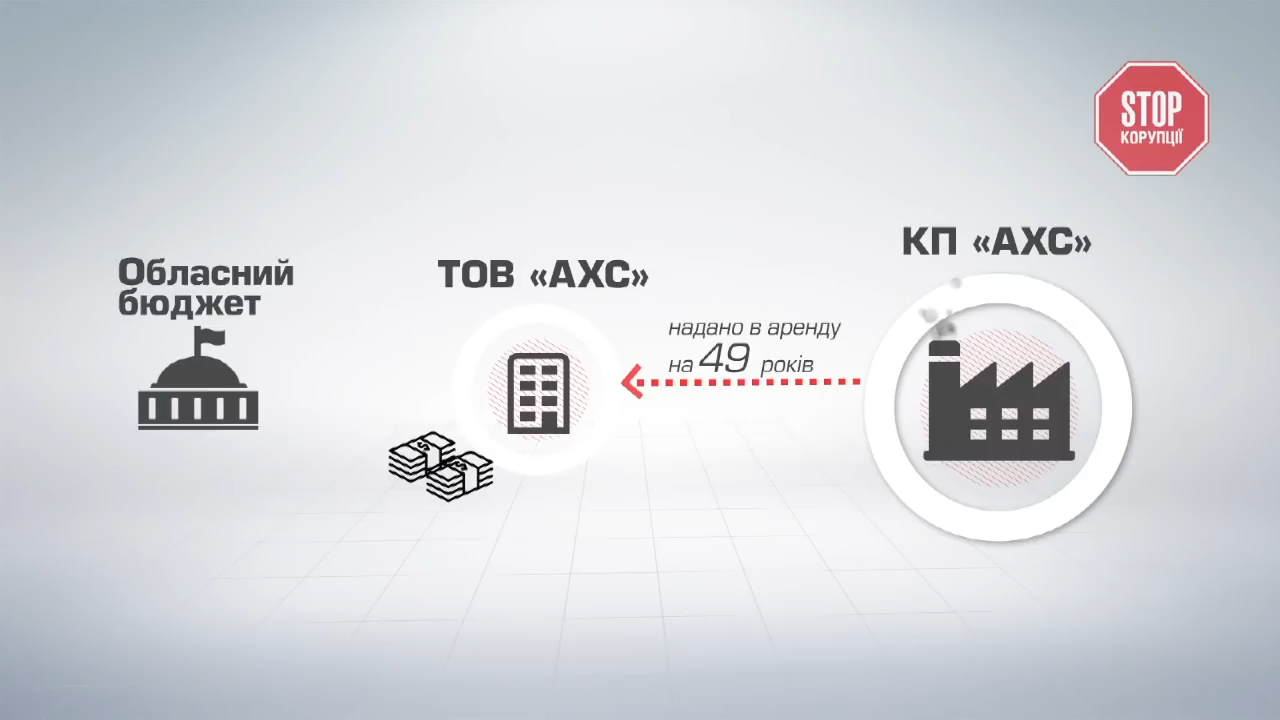 STOP
КОРУПЦІЇ
КП «АХС»
Обласний
бюджет
ТОВ «АХС»
надано в аренду
на 49 років